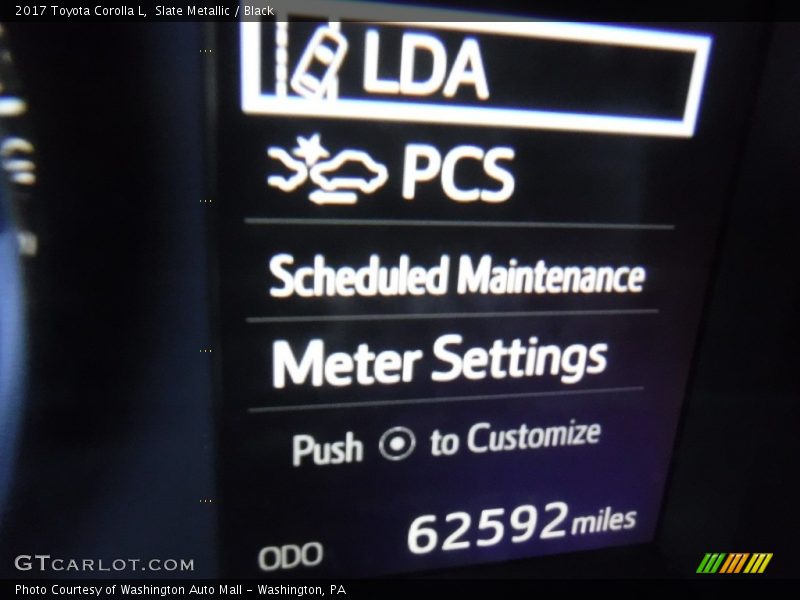 2017 Toyota Corolla L,  Slate Metallic / Black
LDA
PCS
Scheduled Maintenance
Meter Settings
Push to Customize
ODO 62592 miles
GTCARLOT.COM
Photo Courtesy of Washington Auto Mall - Washington, PA